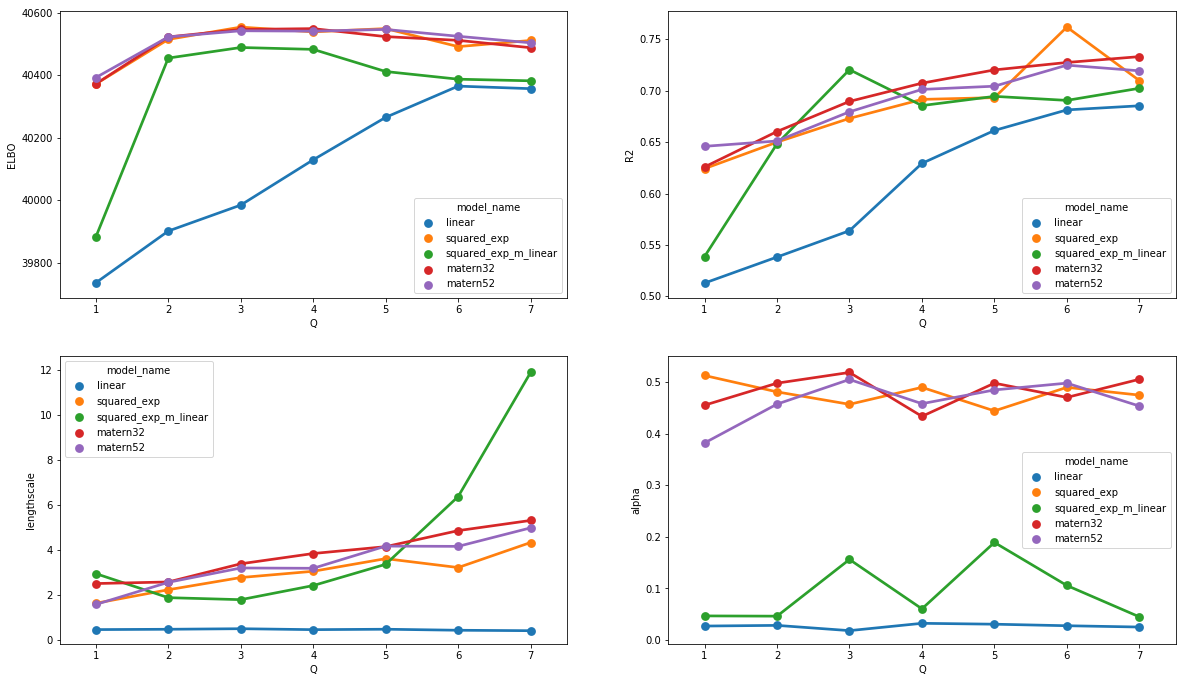 40600
40400
40200
40000
39800
ELBO
1 2 3 4 5 6 7
Q
model_name
linear
squared_exp
squared_exp_m_linear
matern32
matern52
0.75
0.70
0.65
0.60
0.55
0.50
R2
1 2 3 4 5 6 7
Q
model_name
linear
squared_exp
squared_exp_m_linear
matern32
matern52
12
10
8
6
4
2
0
lengthscale
1 2 3 4 5 6 7
Q
model_name
linear
squared_exp
squared_exp_m_linear
matern32
matern52
0.5
0.4
0.3
0.2
0.1
0.0
alpha
1 2 3 4 5 6 7
Q
model_name
linear
squared_exp
squared_exp_m_linear
matern32
matern52